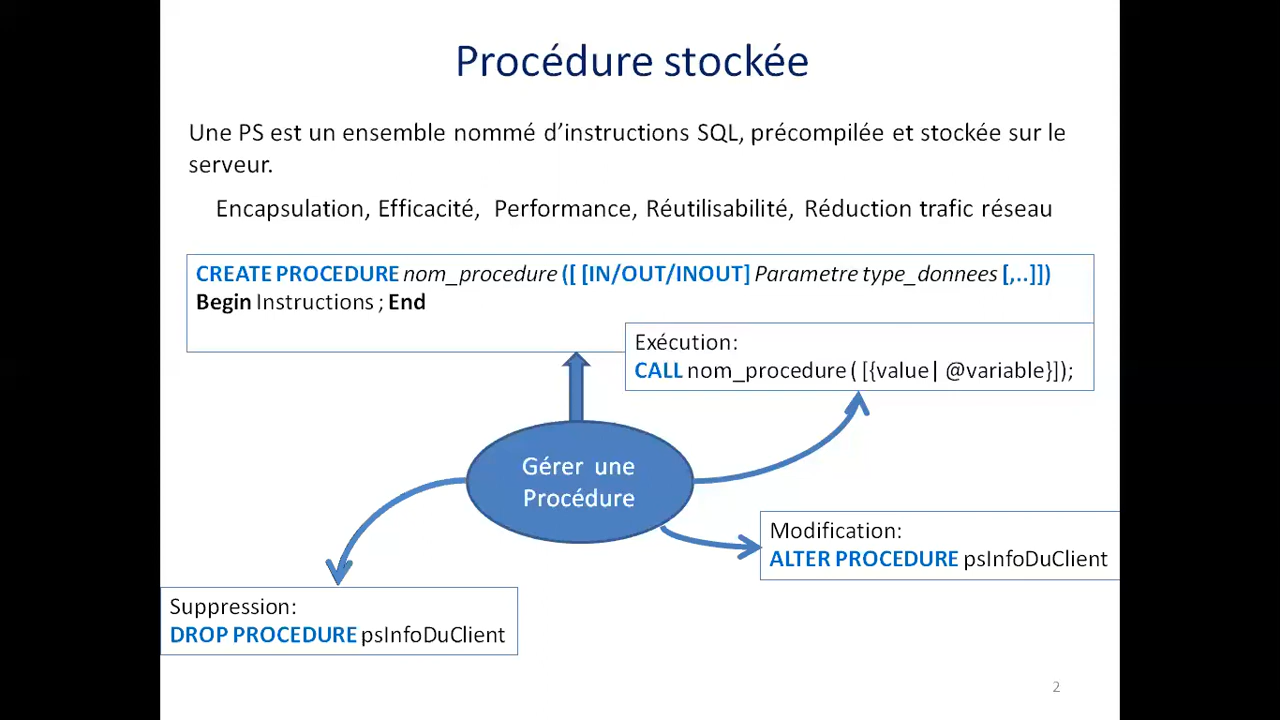 Procédure stockée
Une PS est un ensemble nommé d’instructions SQL, précompilée et stockée sur le
serveur.
Encapsulation, Efficacité, Performance, Réutilisabilité, Réduction trafic réseau
CREATE PROCEDURE nom_procedure ([ [IN/OUT/INOUT] Parametre type_donnees [,..]])
Begin Instructions ; End
Exécution:
CALL nom_procedure ( [{value| @variable}]);
Gérer une
Procédure
Modification:
ALTER PROCEDURE psInfoDuClient
Suppression:
DROP PROCEDURE psInfoDuClient
2